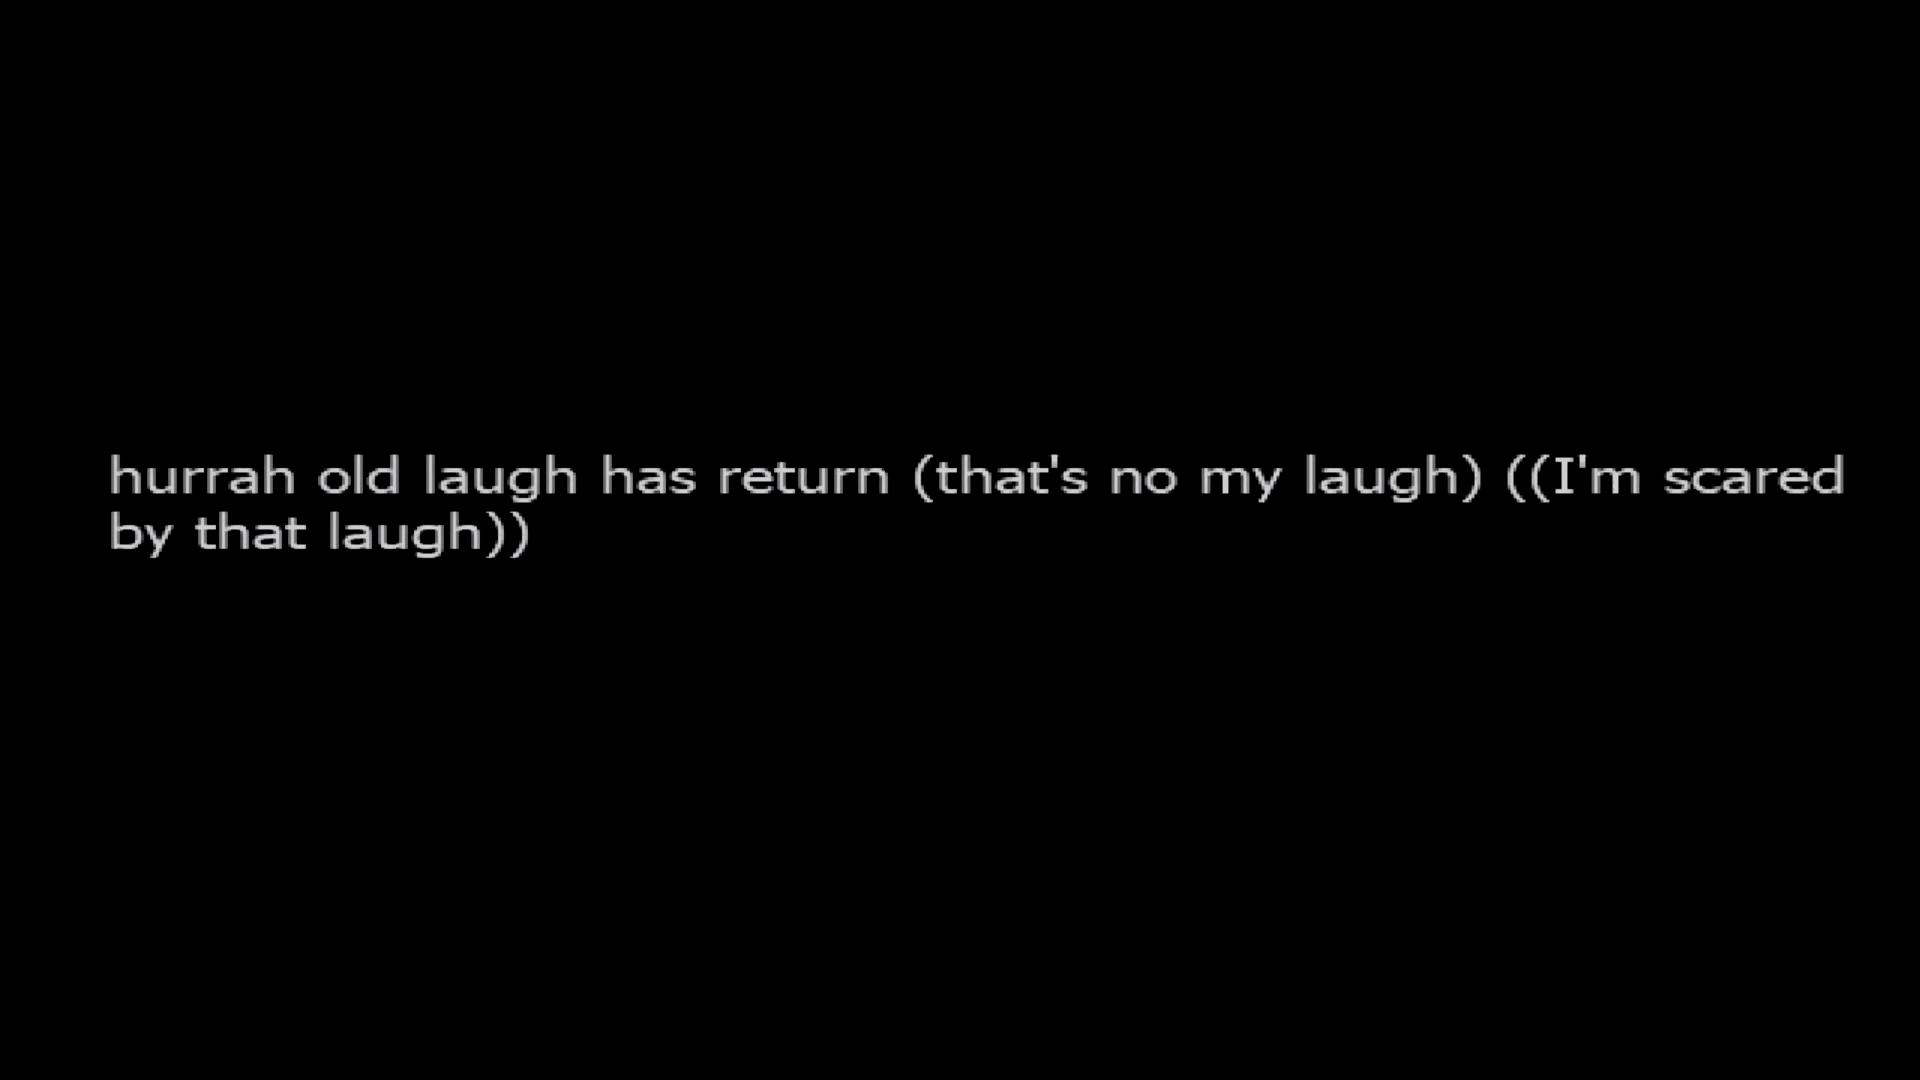 hurrah old laugh has return (that's no my laugh) ((I'm scared
by that laugh))